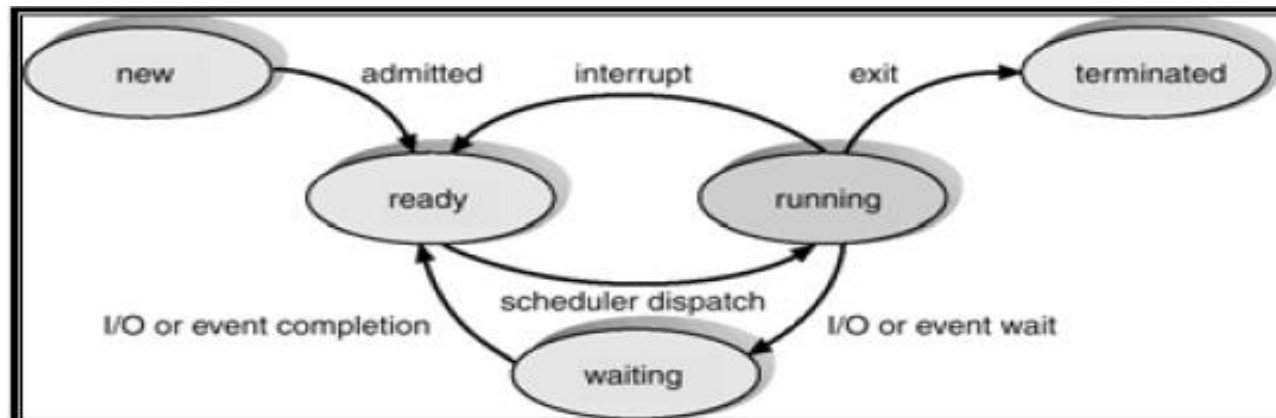 new
admitted
interrupt
exit
terminated
ready
running
scheduler dispatch
I/O or event completion
I/O or event wait
waiting